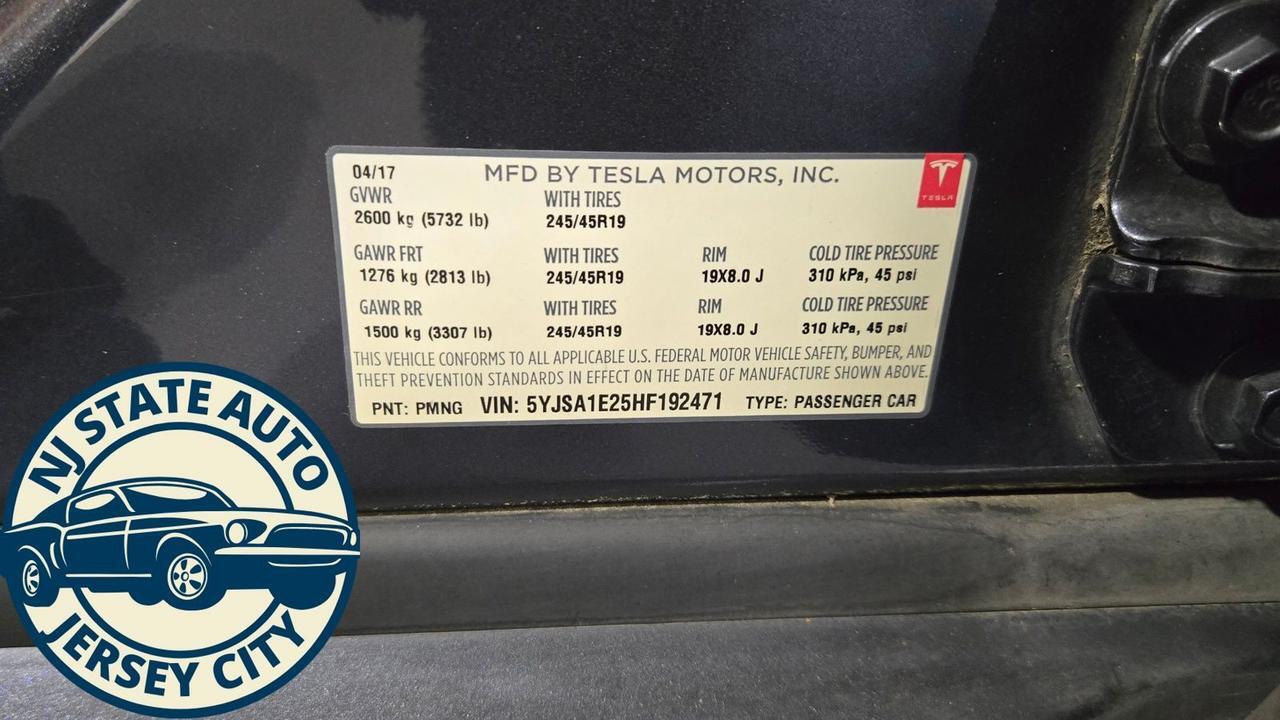 04/17 MFD BY TESLA MOTORS, INC.
TESLA
GVWR WITH TIRES
2600 kg (5732 lb) 245/45R19
GAWR FRT WITH TIRES RIM COLD TIRE PRESSURE
1276 kg (2813 lb) 245/45R19 19X8.0 J 310 kPa, 45 psi
GAWR RR WITH TIRES RIM COLD TIRE PRESSURE
1500 kg (3307 lb) 245/45R19 19X8.0 J 310 kPa, 45 psi
THIS VEHICLE CONFORMS TO ALL APPLICABLE U.S. FEDERAL MOTOR VEHICLE SAFETY, BUMPER, AND
THEFT PREVENTION STANDARDS IN EFFECT ON THE DATE OF MANUFACTURE SHOWN ABOVE.
PNT: PMNG VIN: 5YJSA1E25HF192471 TYPE: PASSENGER CAR
NJ STATE AUTO
JERSEY CITY